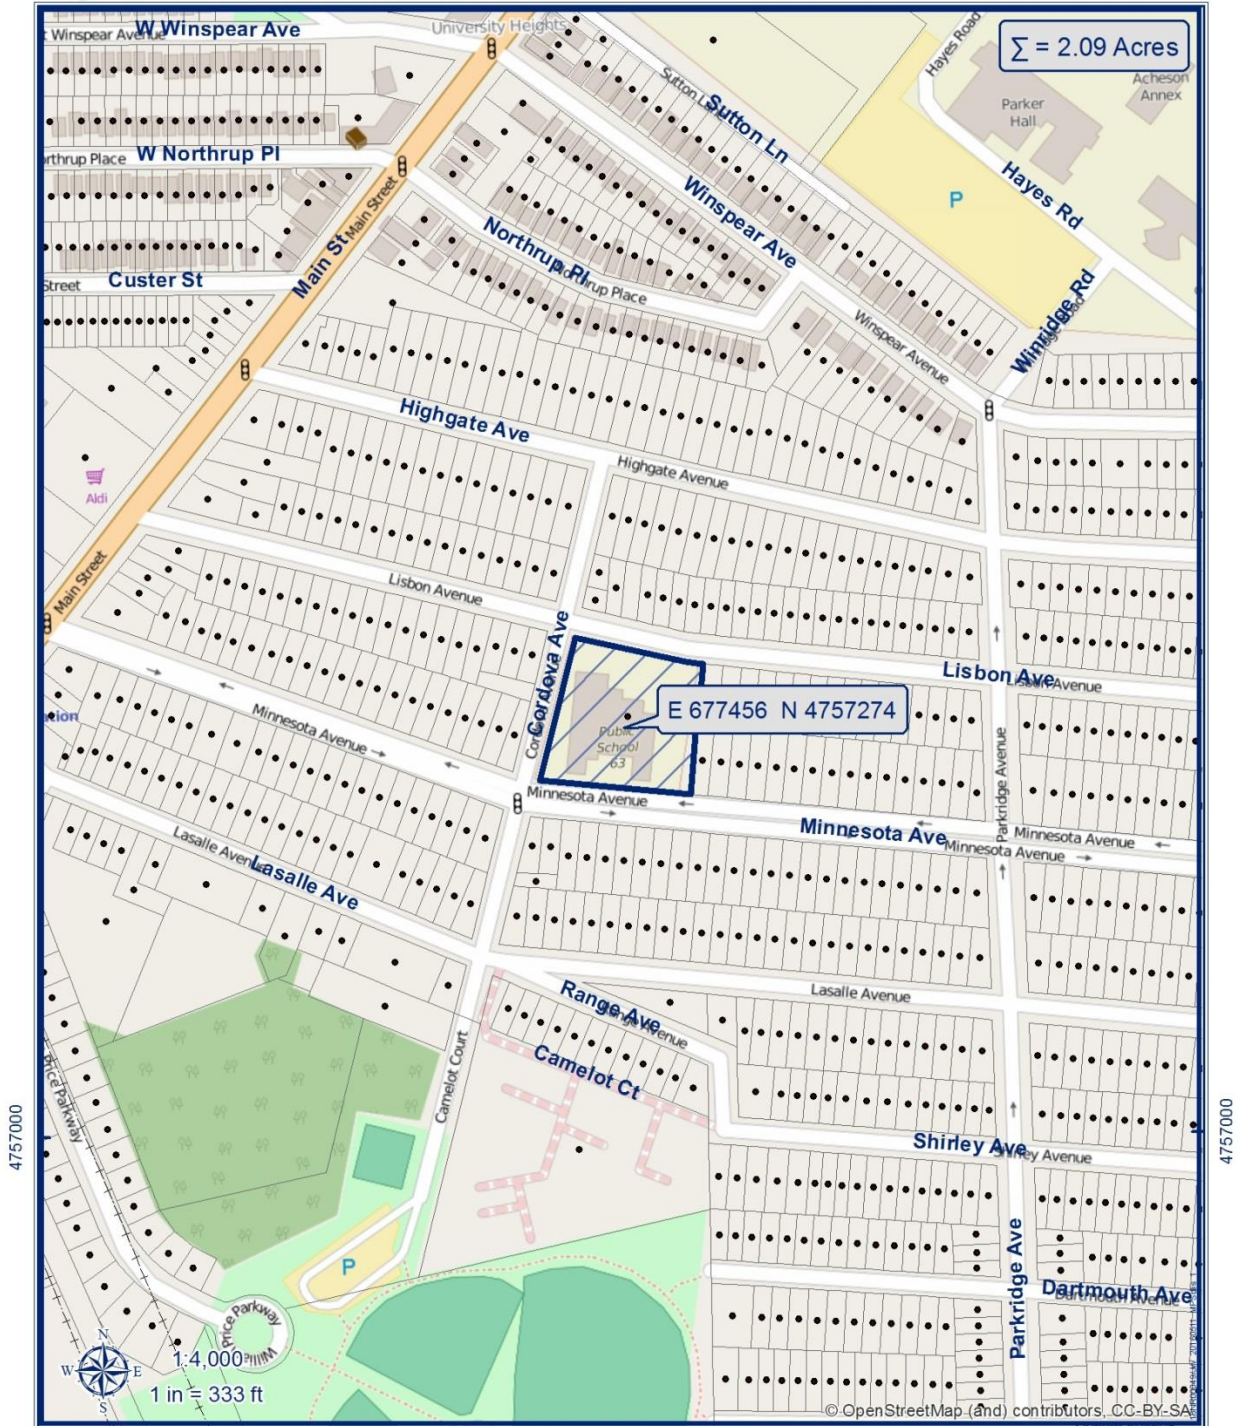 W Winspear Ave
t Winspear Avenue
University Heights
∑ = 2.09 Acres
Hayes Road
Acheson
Annex
Parker
Hall
Sutton Lane
Sutton Ln
W Northrup Pl
orthrup Place
Main Street
Hayes Rd
P
Winspear Ave
Northrup Pl
Northrup Place
Main St
Custer St
Street
Winridge Rd
Winspear Avenue
Highgate Ave
Highgate Avenue
Aldi
Main Street
Lisbon Avenue
Cordova Ave
Lisbon Ave
Lisbon Avenue
E 677456 N 4757274
Public
School
63
ation
Minnesota Avenue
Parkridge Avenue
Minnesota Avenue
Minnesota Ave
Minnesota Avenue
Minnesota Avenue
Lasalle Avenue
Lasalle Ave
Lasalle Avenue
Range Ave
Range Avenue
Camelot Court
Camelot Ct
Price Parkway
4757000
4757000
Shirley Ave
Shirley Avenue
P
Parkridge Ave
Dartmouth Ave
Dartmouth Avenue
Price Parkway
N
W
E
S
1:4,000
1 in = 333 ft
© OpenStreetMap (and) contributors, CC-BY-SA